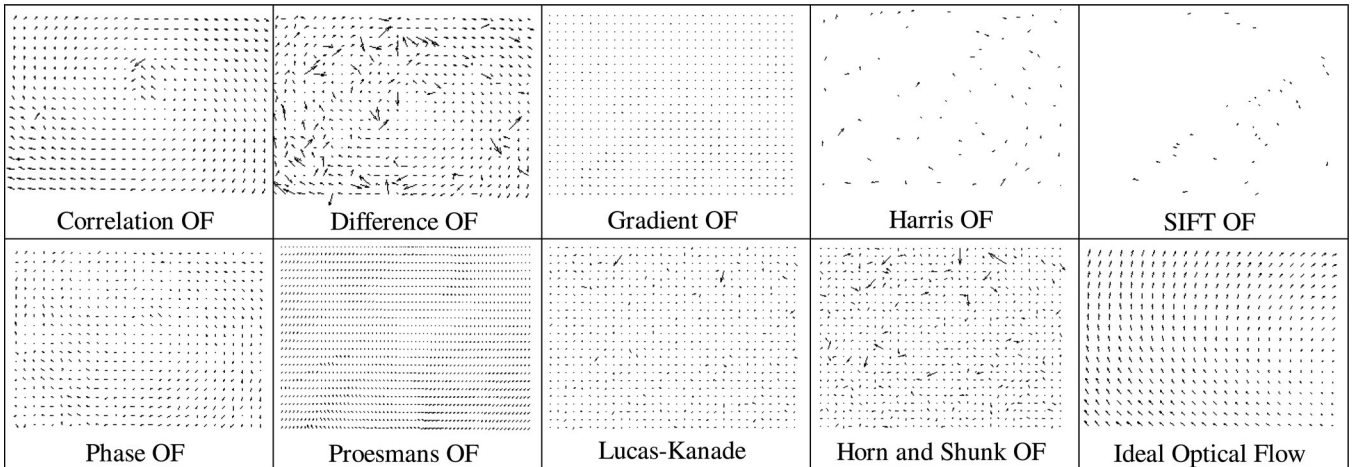 Correlation OF
Difference OF
Gradient OF
Harris OF
SIFT OF
Phase OF
Proesmans OF
Lucas-Kanade
Horn and Shunk OF
Ideal Optical Flow